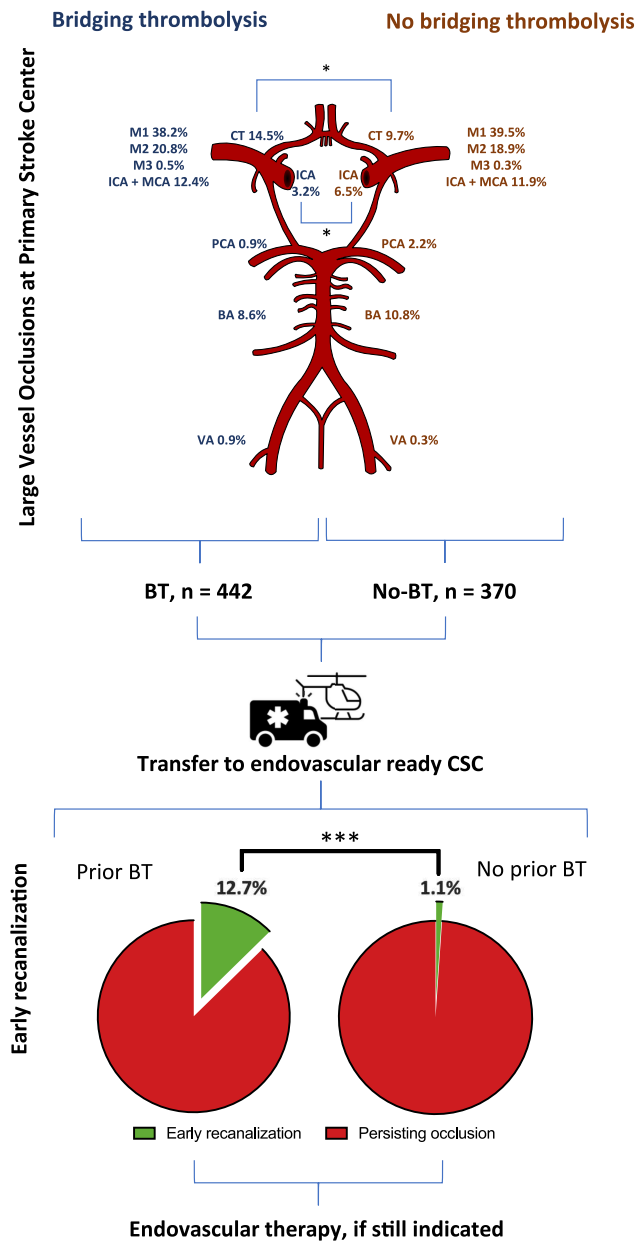 Bridging thrombolysis
No bridging thrombolysis
Large Vessel Occlusions at Primary Stroke Center
*
M1 38.2%
M2 20.8%
M3 0.5%
ICA + MCA 12.4%
CT 14.5%
CT 9.7%
M1 39.5%
M2 18.9%
M3 0.3%
ICA + MCA 11.9%
ICA
3.2%
ICA
6.5%
*
PCA 0.9%
PCA 2.2%
BA 8.6%
BA 10.8%
VA 0.9%
VA 0.3%
BT, n = 442
No-BT, n = 370
Transfer to endovascular ready CSC
Early recanalization
***
Prior BT
No prior BT
12.7%
1.1%
Early recanalization
Persisting occlusion
Endovascular therapy, if still indicated